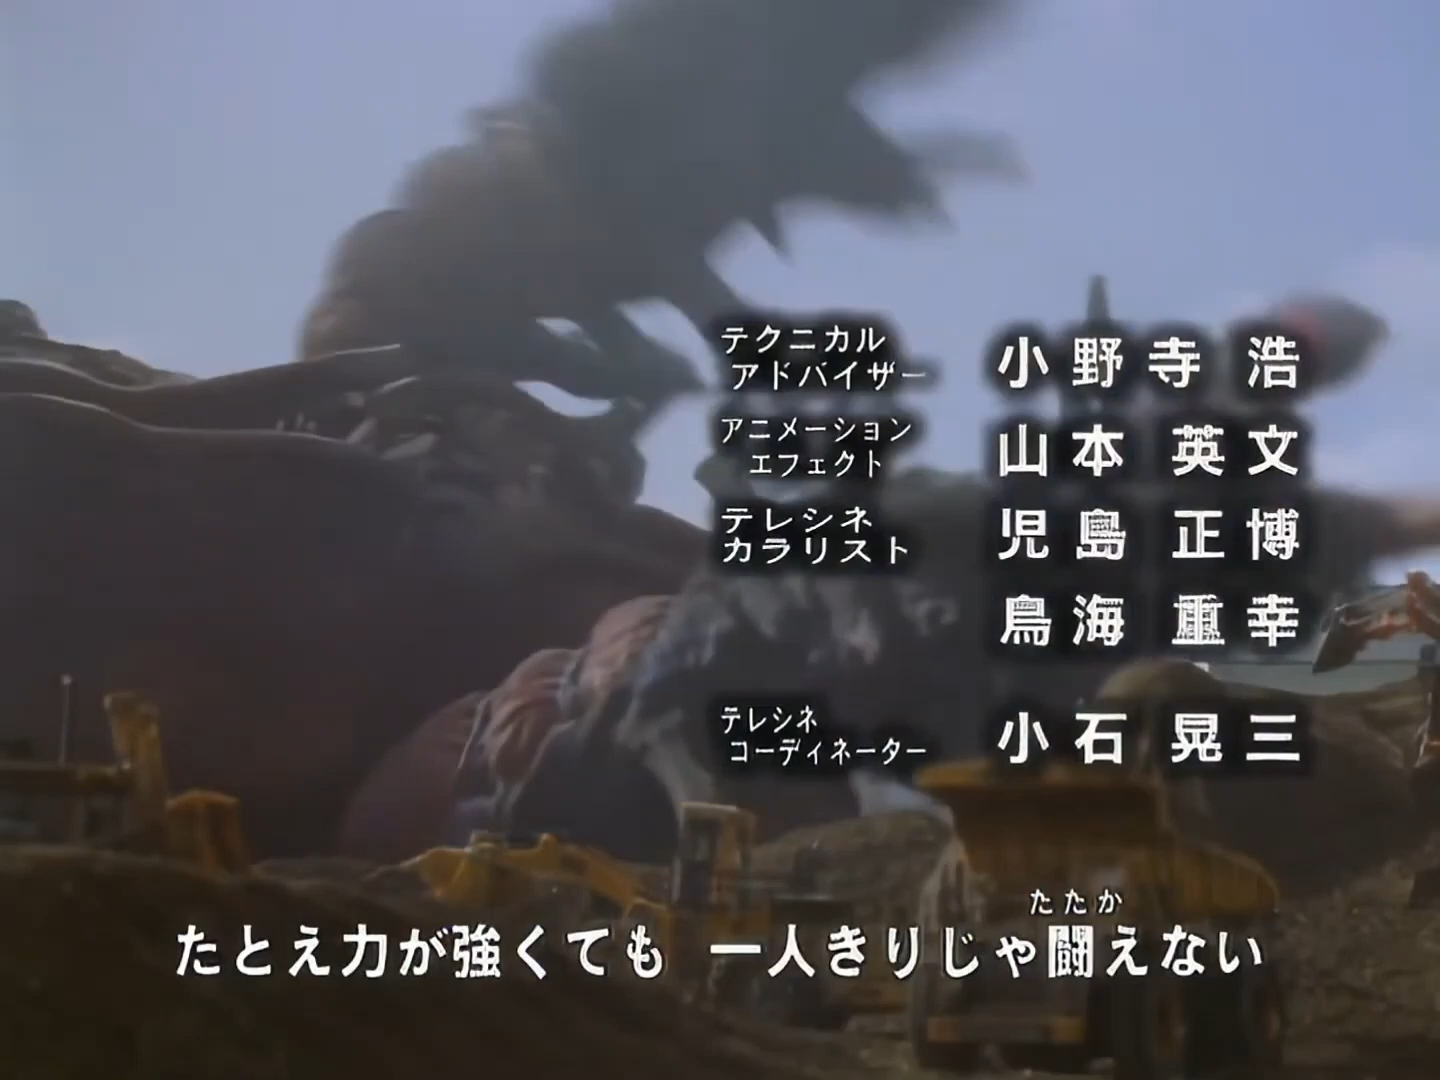 テクニカル
アドバイザー 小野寺 浩
アニメーション
エフェクト 山本 英文
テレシネ
カラリスト 児島 正博
鳥海 重幸
テレシネ
コーディネーター 小石 晃三
たたか
たとえ力が強くても 一人きりじゃ闘えない